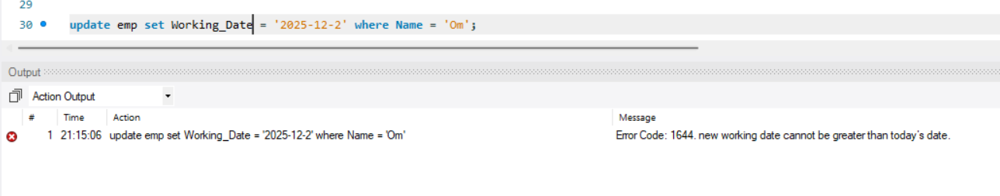 29
30 update emp set Working_Date = '2025-12-2' where Name = 'Om';
Output
Action Output
# Time Action Message
1 21:15:06 update emp set Working_Date = '2025-12-2' where Name = 'Om' Error Code: 1644. new working date cannot be greater than today's date.